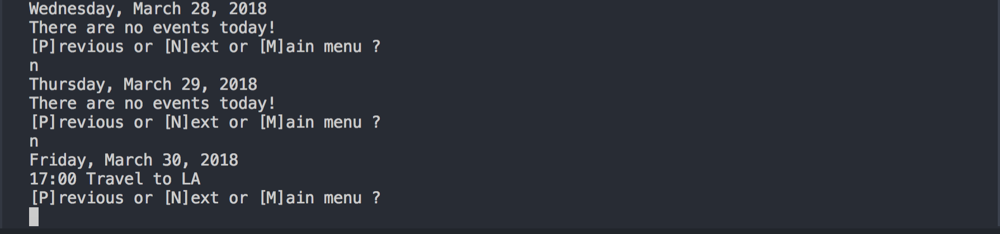 Wednesday, March 28, 2018
There are no events today!
[P]revious or [N]ext or [M]ain menu ?
n
Thursday, March 29, 2018
There are no events today!
[P]revious or [N]ext or [M]ain menu ?
n
Friday, March 30, 2018
17:00 Travel to LA
[P]revious or [N]ext or [M]ain menu ?